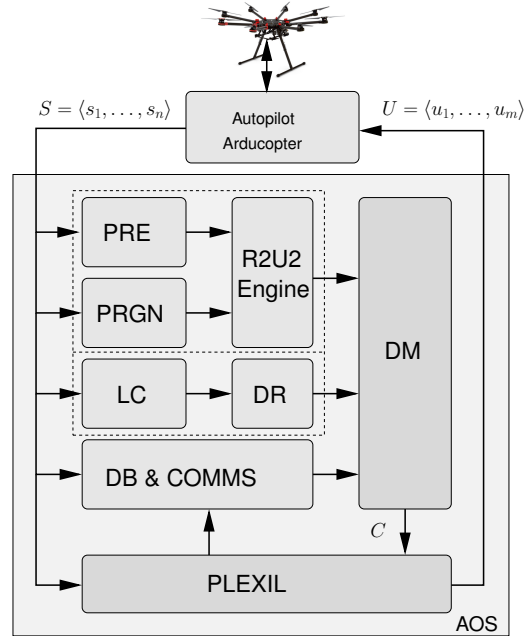 S = ⟨s₁, . . . , sₙ⟩
U = ⟨u₁, . . . , uₘ⟩
Autopilot
Arducopter
PRE
R2U2
Engine
PRGN
DM
LC
DR
DB & COMMS
C
PLEXIL
AOS